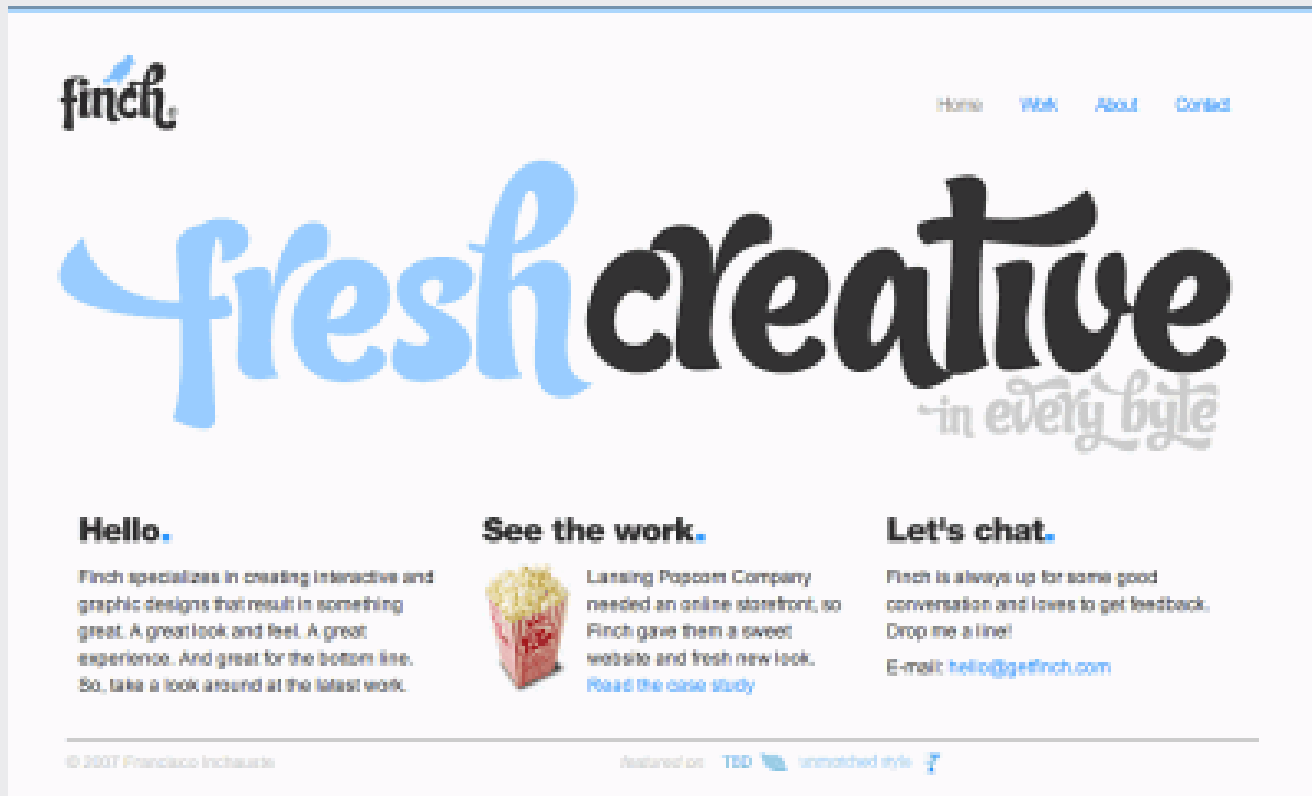 finch
Home Work About Contact
fresh creative
in every byte
Hello.
Finch specializes in creating interactive and
graphic designs that result in something
great. A great look and feel. A great
experience. And great for the bottom line.
So, take a look around at the latest work.
See the work.
Lansing Popcorn Company
needed an online storefront, so
Finch gave them a sweet
website and fresh new look.
Read the case study
Let's chat.
Finch is always up for some good
conversation and loves to get feedback.
Drop me a line!
E-mail: hello@getfinch.com
© 2007 Francisco Inchauste
featured on TBD unmatched style